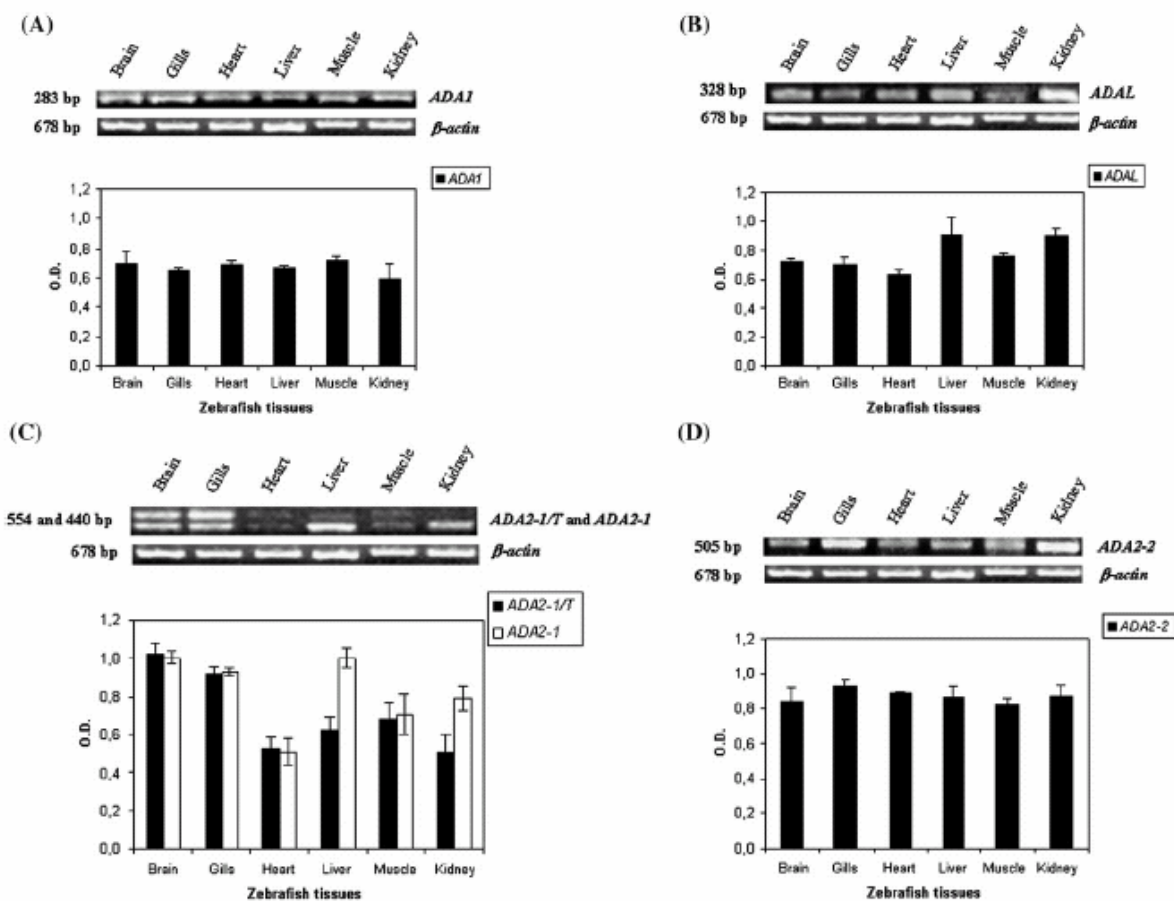 (A)
Brain Gills Heart Liver Muscle Kidney
283 bp ADA1
678 bp β-actin
ADA1
1,2
1,0
0,8
0,6
0,4
0,2
0,0
O.D.
Brain Gills Heart Liver Muscle Kidney
Zebrafish tissues
(B)
Brain Gills Heart Liver Muscle Kidney
328 bp ADAL
678 bp β-actin
ADAL
1,2
1,0
0,8
0,6
0,4
0,2
0,0
O.D.
Brain Gills Heart Liver Muscle Kidney
Zebrafish tissues
(C)
Brain Gills Heart Liver Muscle Kidney
554 and 440 bp ADA2-1/T and ADA2-1
678 bp β-actin
ADA2-1/T
ADA2-1
1,2
1,0
0,8
0,6
0,4
0,2
0,0
O.D.
Brain Gills Heart Liver Muscle Kidney
Zebrafish tissues
(D)
Brain Gills Heart Liver Muscle Kidney
505 bp ADA2-2
678 bp β-actin
ADA2-2
1,2
1,0
0,8
0,6
0,4
0,2
0,0
O.D.
Brain Gills Heart Liver Muscle Kidney
Zebrafish tissues